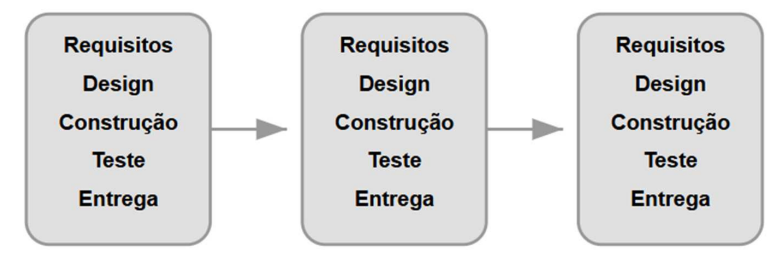 Requisitos
Design
Construção
Teste
Entrega
Requisitos
Design
Construção
Teste
Entrega
Requisitos
Design
Construção
Teste
Entrega